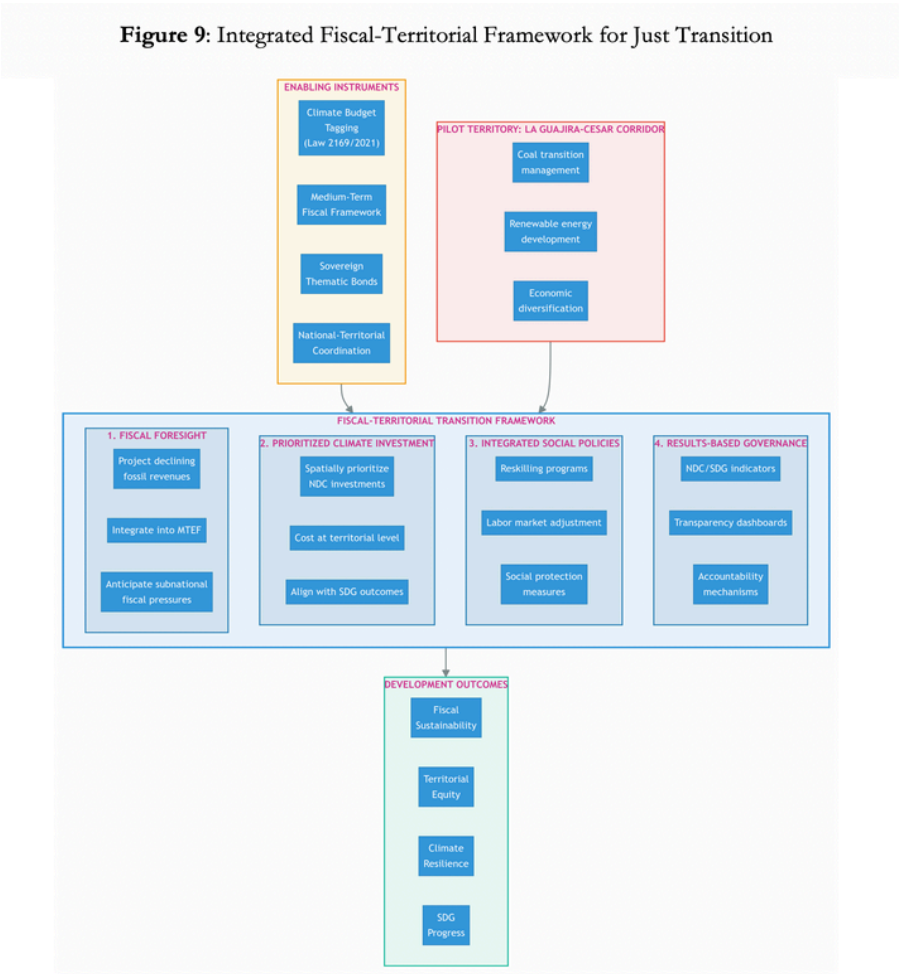 Figure 9: Integrated Fiscal-Territorial Framework for Just Transition
ENABLING INSTRUMENTS
Climate Budget
Tagging
(Law 2169/2021)
Medium-Term
Fiscal Framework
Sovereign
Thematic Bonds
National-Territorial
Coordination
PILOT TERRITORY: LA GUAJIRA-CESAR CORRIDOR
Coal transition
management
Renewable energy
development
Economic
diversification
FISCAL-TERRITORIAL TRANSITION FRAMEWORK
1. FISCAL FORESIGHT
Project declining
fossil revenues
Integrate into MTEF
Anticipate subnational
fiscal pressures
2. PRIORITIZED CLIMATE INVESTMENT
Spatially prioritize
NDC investments
Cost at territorial level
Align with SDG outcomes
3. INTEGRATED SOCIAL POLICIES
Reskilling programs
Labor market adjustment
Social protection
measures
4. RESULTS-BASED GOVERNANCE
NDC/SDG indicators
Transparency dashboards
Accountability
mechanisms
DEVELOPMENT OUTCOMES
Fiscal
Sustainability
Territorial
Equity
Climate
Resilience
SDG
Progress